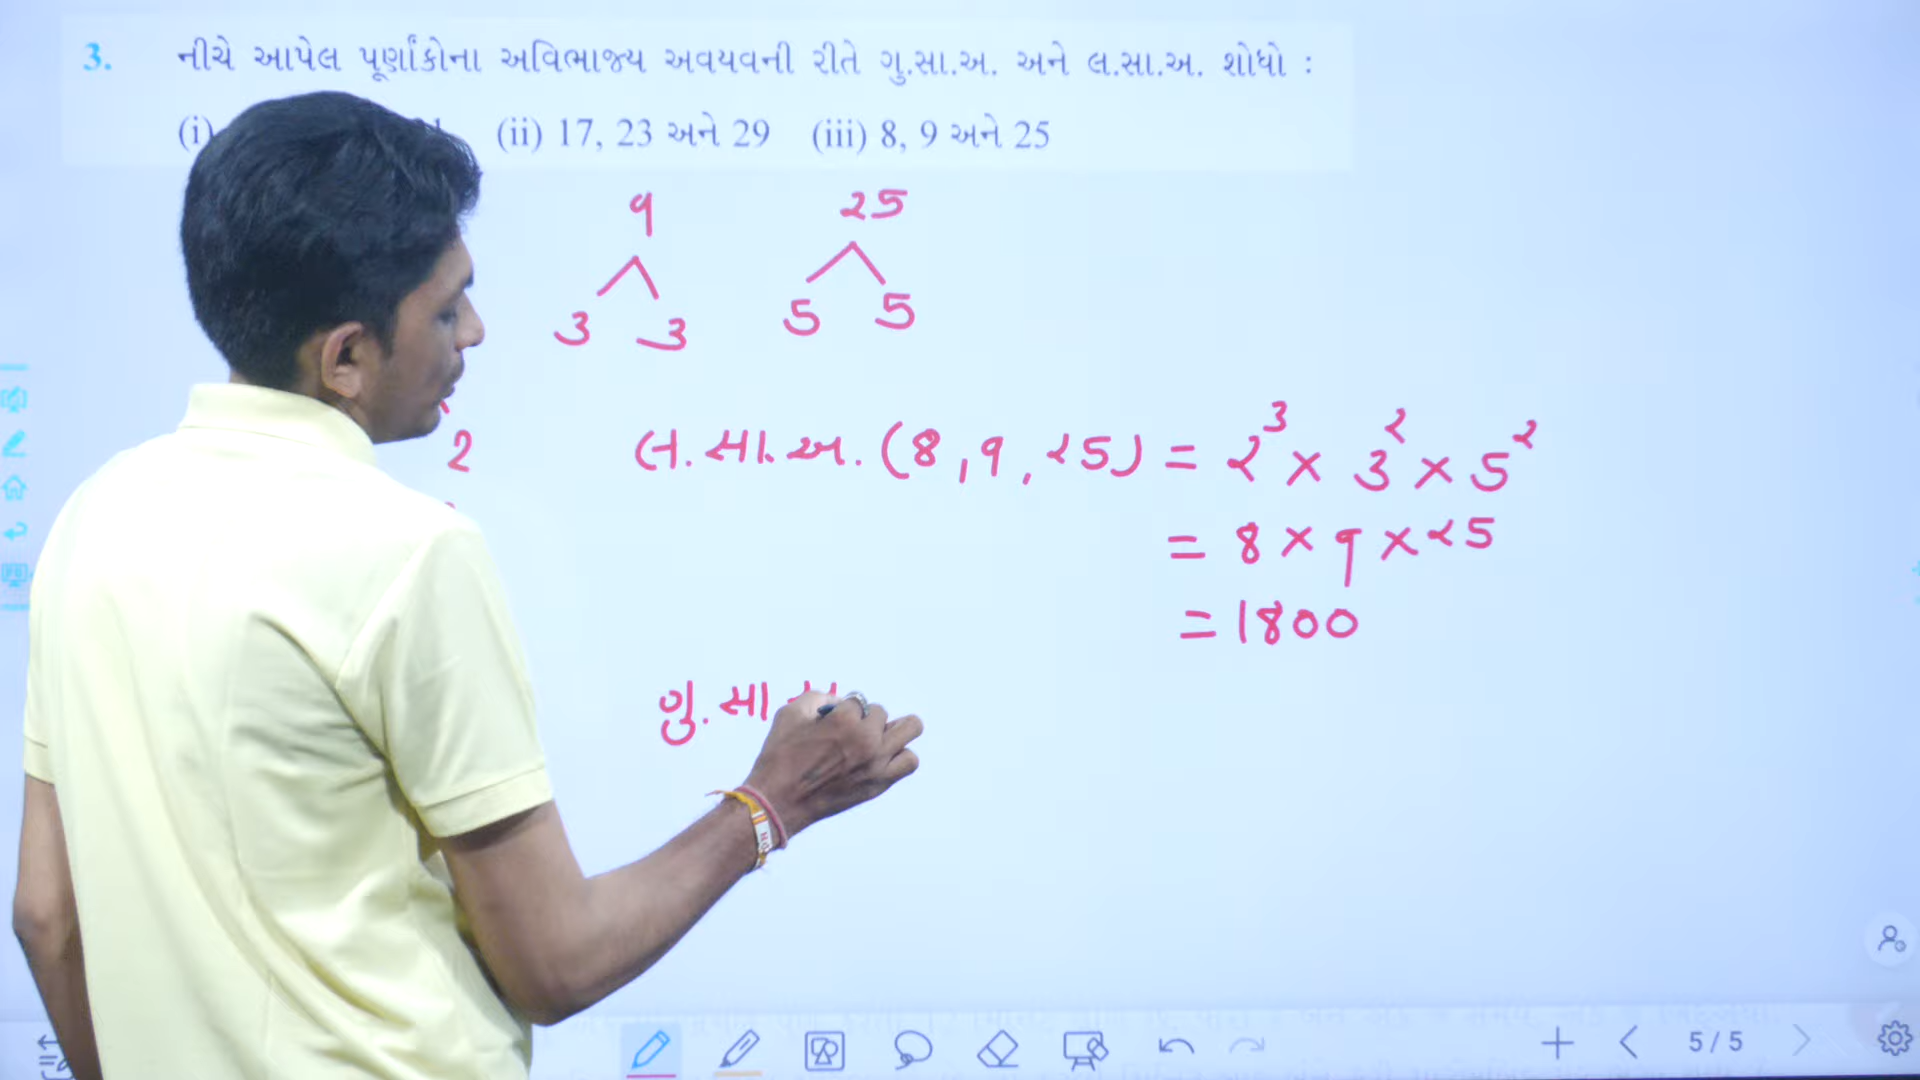 3. નીચે આપેલ પૂર્ણાંકોના અવિભાજ્ય અવયવની રીતે ગુ.સા.અ. અને લ.સા.અ. શોધો :
(i) (ii) 17, 23 અને 29 (iii) 8, 9 અને 25
9 25
3 3 5 5
2
લ.સા.અ. (8, 9, 25) = 2³ × 3² × 5²
= 8 × 9 × 25
= 1800
ગુ.સા
5/5